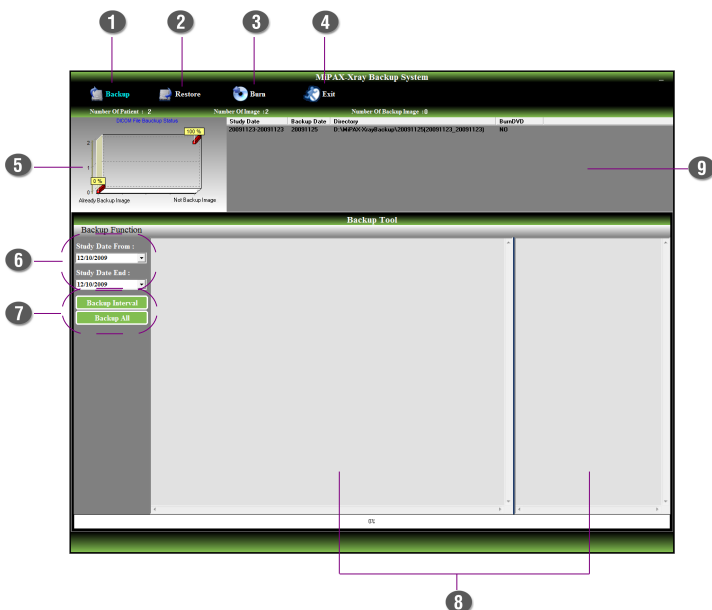 1 2 3 4
MiPAX-Xray Backup System
Backup Restore Burn Exit
Number Of Patient : 2 Number Of Image :2 Number Of Backup Image :0
DICOM File Bauckup Status
100 %
2
1
0
0 %
Already Backup Image Not Backup Image
Study Date Backup Date Directory BurnDVD
20091123-20091123 20091125 D:\MiPAX-XrayBackup\20091125(20091123_20091123) NO
5
9
Backup Tool
Backup Function
6
Study Date From :
12/10/2009
Study Date End :
12/10/2009
7
Backup Interval
Backup All
0%
8